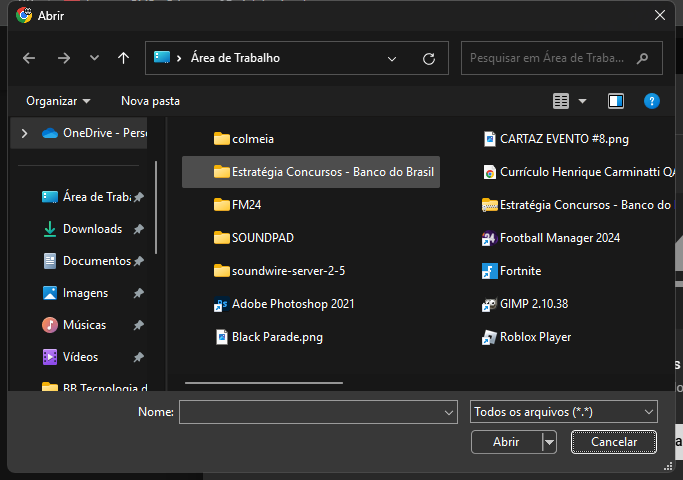 Abrir
Área de Trabalho
Pesquisar em Área de Traba...
Organizar
Nova pasta
OneDrive - Pers
Área de Traba
Downloads
Documentos
Imagens
Músicas
Vídeos
BB Tecnologia d
colmeia
Estratégia Concursos - Banco do Brasil
FM24
SOUNDPAD
soundwire-server-2-5
Adobe Photoshop 2021
Black Parade.png
CARTAZ EVENTO #8.png
Currículo Henrique Carminatti QA
Estratégia Concursos - Banco do
Football Manager 2024
Fortnite
GIMP 2.10.38
Roblox Player
Nome:
Todos os arquivos (*.*)
Abrir
Cancelar